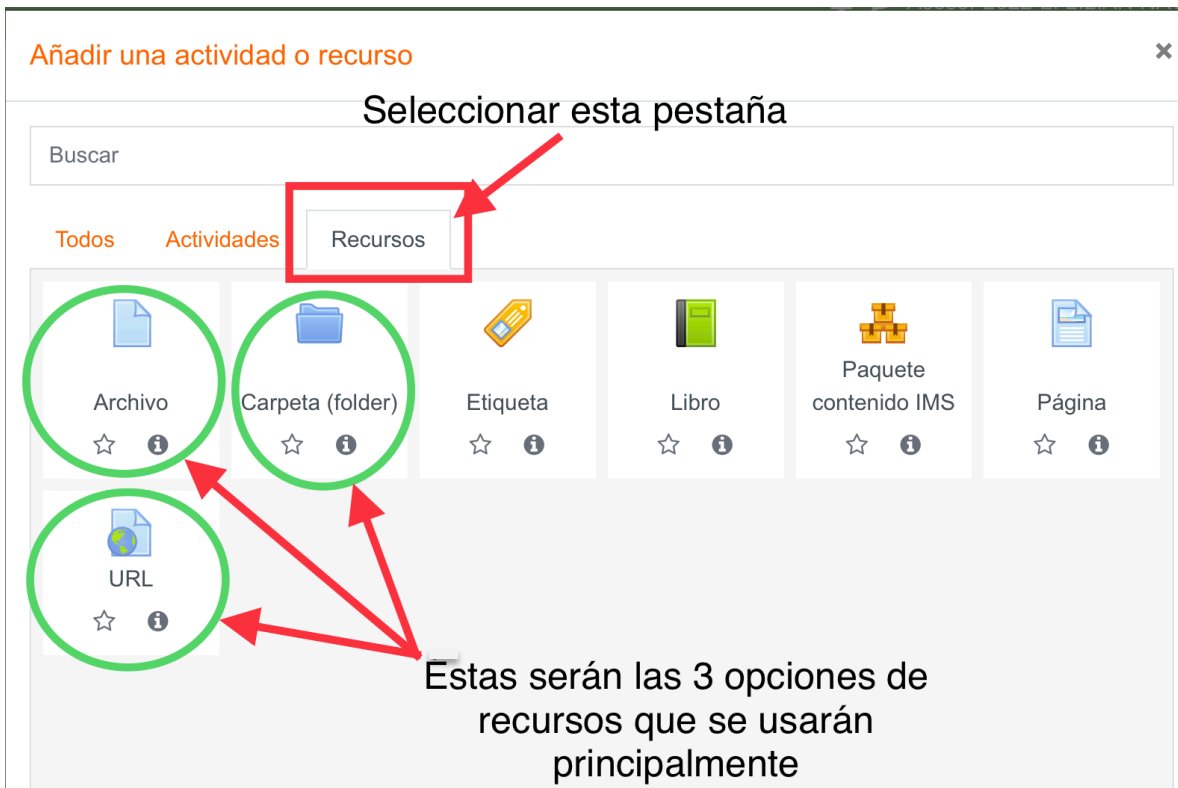 Añadir una actividad o recurso
×
Seleccionar esta pestaña
Buscar
Todos Actividades Recursos
Archivo Carpeta (folder) Etiqueta Libro Paquete contenido IMS Página
URL
Éstas serán las 3 opciones de
recursos que se usarán
principalmente